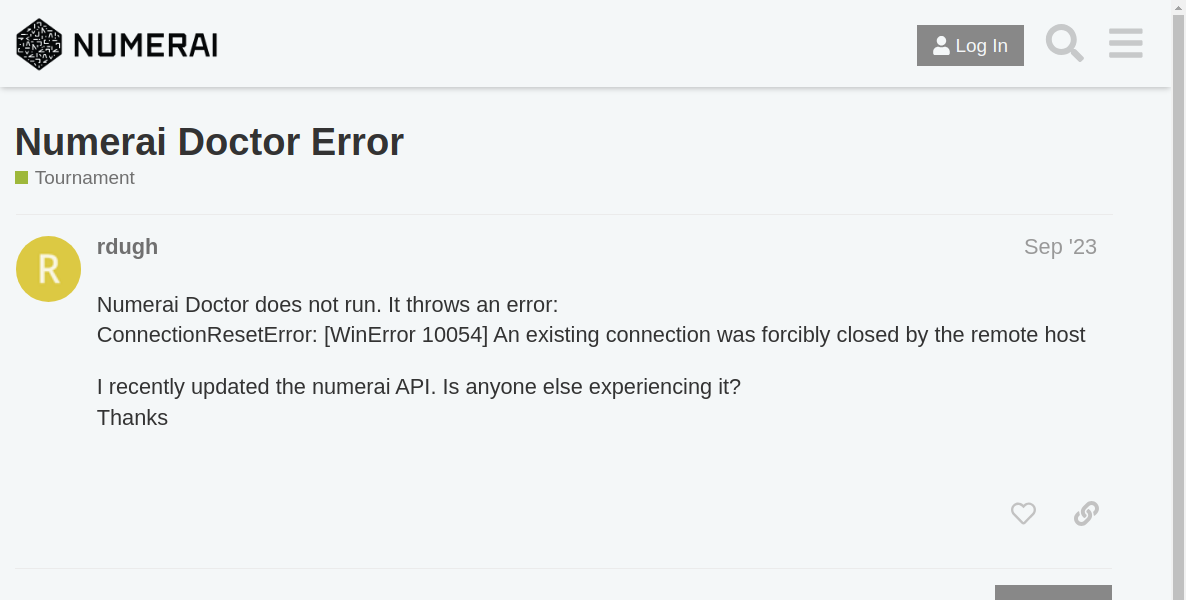 NUMERAI
Log In
Numerai Doctor Error
Tournament
R
rdugh
Sep '23
Numerai Doctor does not run. It throws an error:
ConnectionResetError: [WinError 10054] An existing connection was forcibly closed by the remote host
I recently updated the numerai API. Is anyone else experiencing it?
Thanks